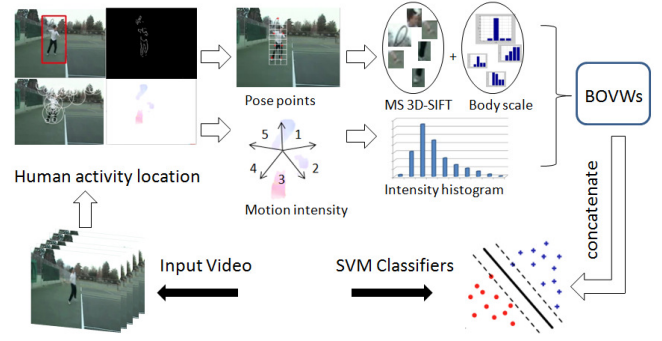 Pose points
MS 3D-SIFT
+
Body scale
BOVWs
5
1
4
2
3
Human activity location
Motion intensity
Intensity histogram
concatenate
Input Video
SVM Classifiers